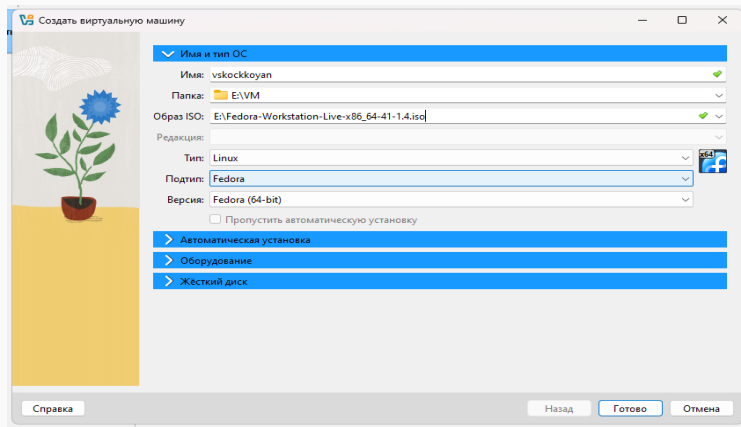 Создать виртуальную машину
Имя и тип ОС
Имя: vskockkoyan
Папка: E:\VM
Образ ISO: E:\Fedora-Workstation-Live-x86_64-41-1.4.iso
Редакция:
Тип: Linux
x64
Подтип: Fedora
Версия: Fedora (64-bit)
Пропустить автоматическую установку
Автоматическая установка
Оборудование
Жёсткий диск
Справка Назад Готово Отмена